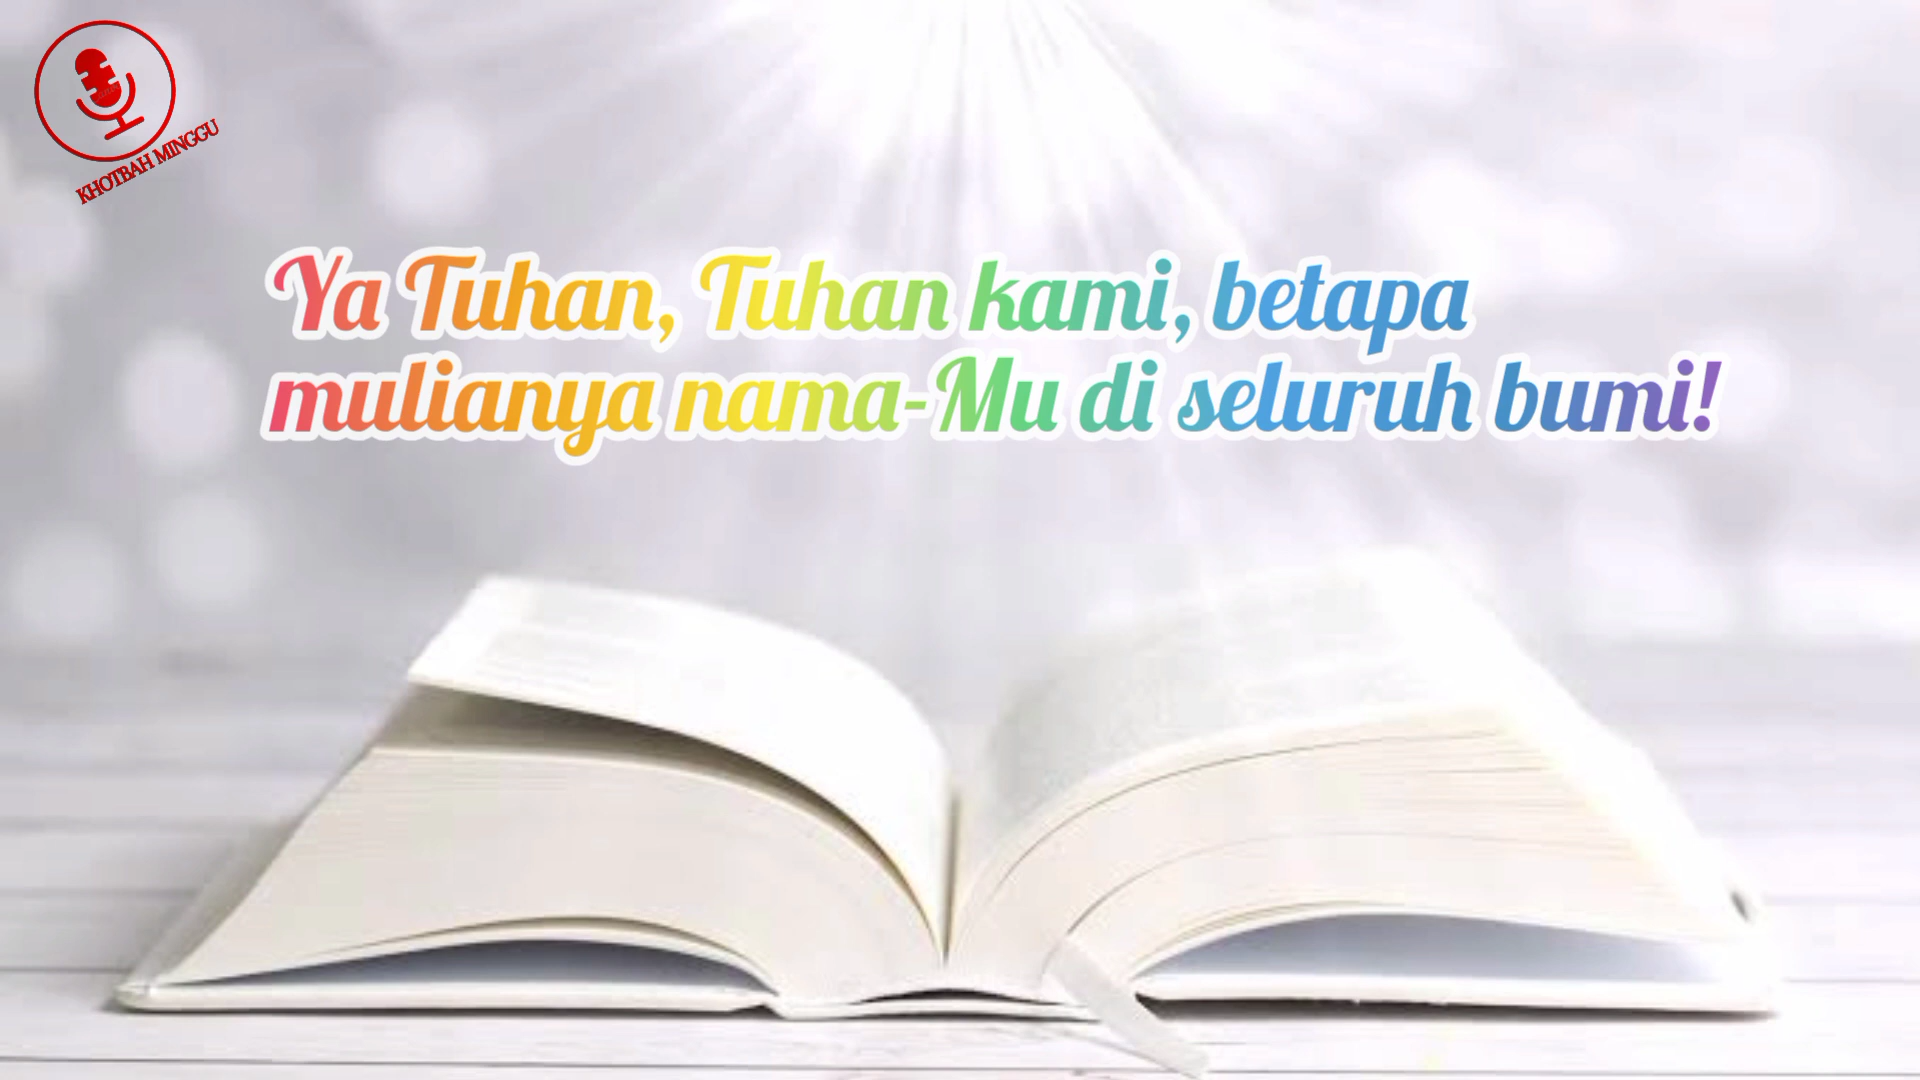 KHOTBAH MINGGU
Ya Tuhan, Tuhan kami, betapa
mulianya nama-Mu di seluruh bumi!